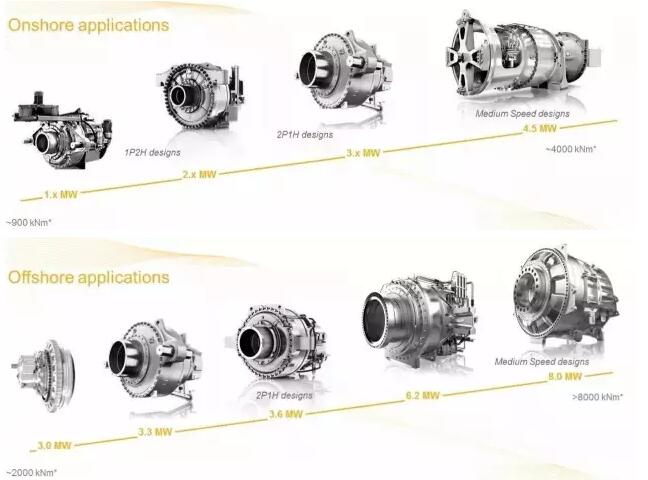 Onshore applications
Medium Speed designs
4.5 MW
~4000 kNm*
2P1H designs
3.x MW
1P2H designs
2.x MW
1.x MW
~900 kNm*
Offshore applications
Medium Speed designs
8.0 MW
>8000 kNm*
2P1H designs
6.2 MW
3.6 MW
3.3 MW
3.0 MW
~2000 kNm*